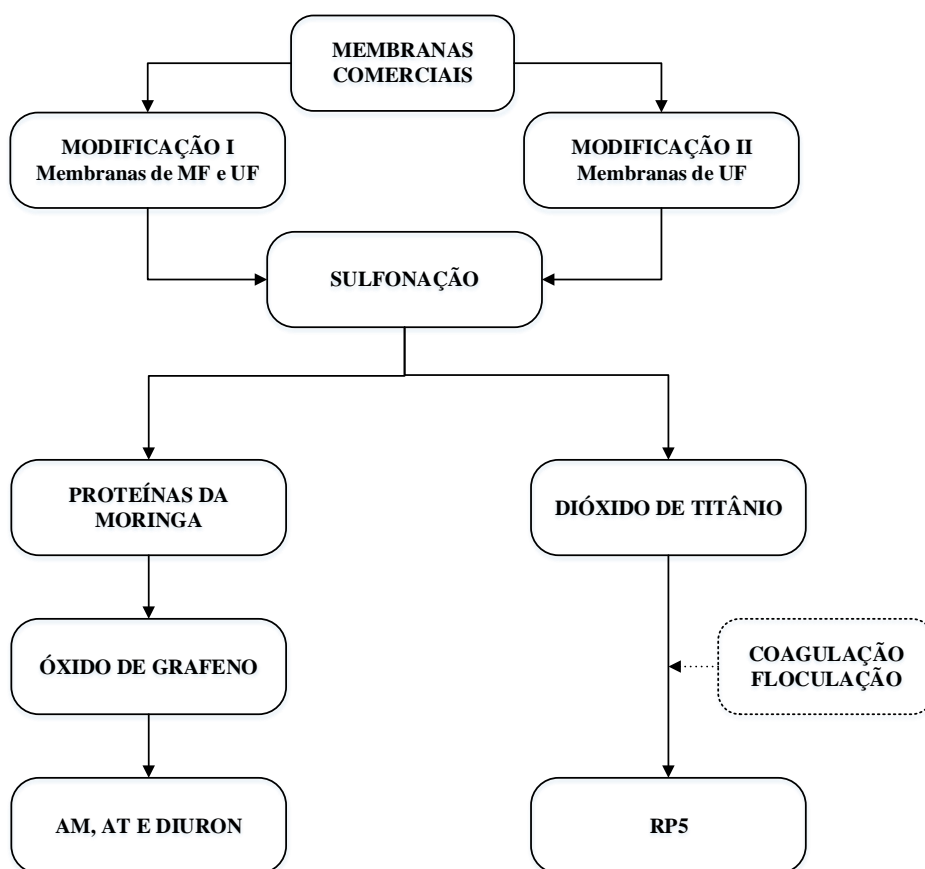 MEMBRANAS
COMERCIAIS
MODIFICAÇÃO I
Membranas de MF e UF
MODIFICAÇÃO II
Membranas de UF
SULFONAÇÃO
PROTEÍNAS DA
MORINGA
DIÓXIDO DE TITÂNIO
ÓXIDO DE GRAFENO
COAGULAÇÃO
FLOCULAÇÃO
AM, AT E DIURON
RP5